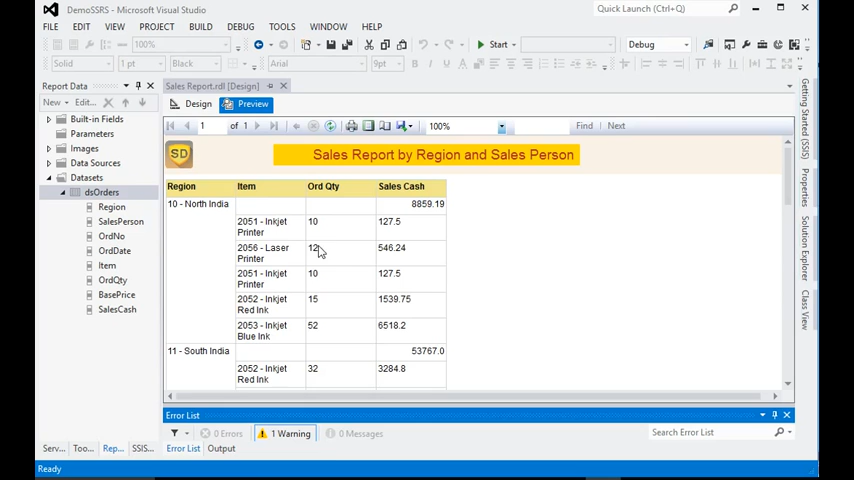 DemoSSRS - Microsoft Visual Studio
Quick Launch (Ctrl+Q)
FILE EDIT VIEW PROJECT BUILD DEBUG TOOLS WINDOW HELP
100% Start Debug
Solid 1 pt Black Arial 9pt B I U A
Report Data
Sales Report.rdl [Design]
New Edit...
Design Preview
Built-in Fields
Parameters
Images
Data Sources
Datasets
dsOrders
Region
SalesPerson
OrdNo
OrdDate
Item
OrdQty
BasePrice
SalesCash
1 of 1 100% Find | Next
SD
Sales Report by Region and Sales Person
Region Item Ord Qty Sales Cash
10 - North India 8859.19
2051 - Inkjet Printer 10 127.5
2056 - Laser Printer 12 546.24
2051 - Inkjet Printer 10 127.5
2052 - Inkjet Red Ink 15 1539.75
2053 - Inkjet Blue Ink 52 6518.2
11 - South India 53767.0
2052 - Inkjet Red Ink 32 3284.8
Getting Started (SSIS)
Properties
Solution Explorer
Class View
Error List
0 Errors 1 Warning 0 Messages Search Error List
Serv... Too... Rep... SSIS... Error List Output
Ready